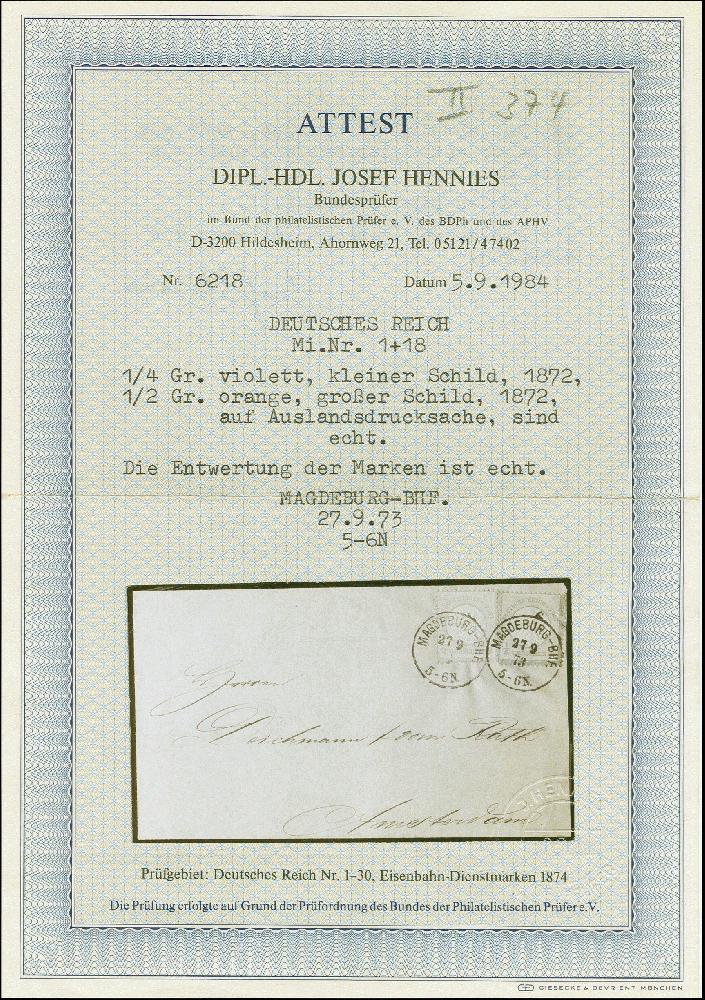 II 374
ATTEST
DIPL.-HDL. JOSEF HENNIES
Bundesprüfer
im Bund der philatelistischen Prüfer e. V. des BDPh und des APHV
D-3200 Hildesheim, Ahornweg 21, Tel. 05121/47402
Nr. 6218 Datum 5.9.1984
DEUTSCHES REICH
Mi.Nr. 1+18
1/4 Gr. violett, kleiner Schild, 1872,
1/2 Gr. orange, großer Schild, 1872,
auf Auslandsdrucksache, sind
echt.
Die Entwertung der Marken ist echt.
MAGDEBURG-BHF.
27.9.73
5-6N
MAGDEBURG-BHF.
27 9
5-6N
MAGDEBURG-BHF.
27 9
73
5-6N
Herren
Deichmann / vom Rath
Amsterdam
Prüfgebiet: Deutsches Reich Nr. 1-30, Eisenbahn-Dienstmarken 1874
Die Prüfung erfolgte auf Grund der Prüfordnung des Bundes der Philatelistischen Prüfer e.V.
GIESECKE & DEVRIENT MÜNCHEN